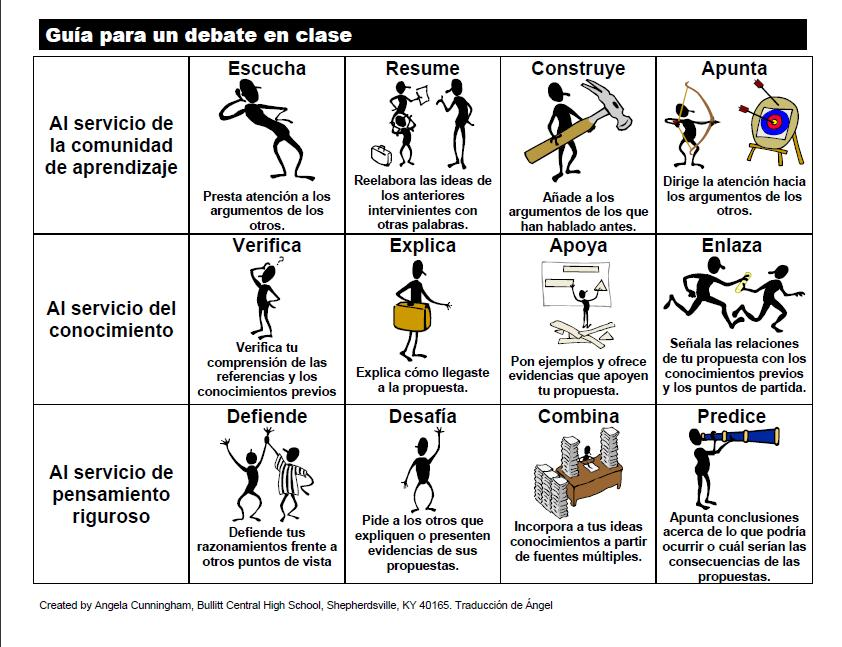 Guía para un debate en clase
Al servicio de
la comunidad
de aprendizaje
Escucha
Presta atención a los
argumentos de los
otros.
Resume
Reelabora las ideas de
los anteriores
intervinientes con
otras palabras.
Construye
Añade a los
argumentos de los que
han hablado antes.
Apunta
Dirige la atención hacia
los argumentos de los
otros.
Al servicio del
conocimiento
Verifica
?
Verifica tu
comprensión de las
referencias y los
conocimientos previos
Explica
Explica cómo llegaste
a la propuesta.
Apoya
Pon ejemplos y ofrece
evidencias que apoyen
tu propuesta.
Enlaza
Señala las relaciones
de tu propuesta con los
conocimientos previos
y los puntos de partida.
Al servicio de
pensamiento
riguroso
Defiende
Defiende tus
razonamientos frente a
otros puntos de vista
Desafía
Pide a los otros que
expliquen o presenten
evidencias de sus
propuestas.
Combina
Incorpora a tus ideas
conocimientos a partir
de fuentes múltiples.
Predice
Apunta conclusiones
acerca de lo que podría
ocurrir o cuál serían las
consecuencias de las
propuestas.
Created by Angela Cunningham, Bullitt Central High School, Shepherdsville, KY 40165. Traducción de Ángel